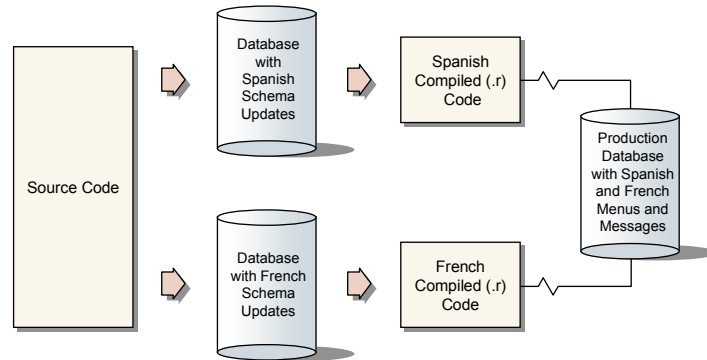 Source Code
Database
with
Spanish
Schema
Updates
Spanish
Compiled (.r)
Code
Database
with French
Schema
Updates
French
Compiled (.r)
Code
Production
Database
with Spanish
and French
Menus and
Messages